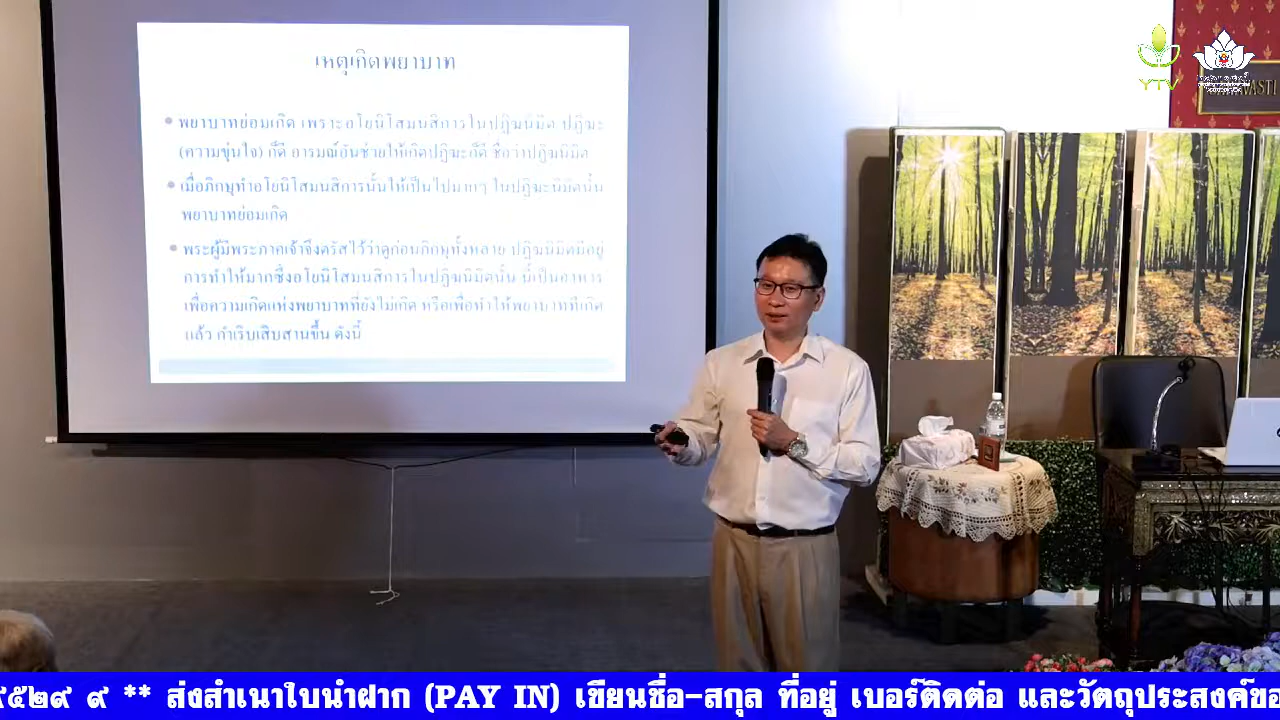 เหตุเกิดพยาบาท
พยาบาทย่อมเกิด เพราะอโยนิโสมนสิการในปฏิฆนิมิต ปฏิฆะ
(ความขุ่นใจ) ก็ดี อารมณ์อันช่วยให้เกิดปฏิฆะก็ดี ชื่อว่าปฏิฆนิมิต
เมื่อภิกษุทำอโยนิโสมนสิการนั้นให้เป็นไปมากๆ ในปฏิฆะนิมิตนั้น
พยาบาทย่อมเกิด
พระผู้มีพระภาคเจ้าจึงตรัสไว้ว่าดูก่อนภิกษุทั้งหลาย ปฏิฆนิมิตมีอยู่
การทำให้มากซึ่งอโยนิโสมนสิการในปฏิฆนิมิตนั้น นี้เป็นอาหาร
เพื่อความเกิดแห่งพยาบาทที่ยังไม่เกิด หรือเพื่อทำให้พยาบาทที่เกิด
แล้ว กำเริบเสิบสานขึ้น ดังนี้
YTV
๕๒๙ ๙ ** ส่งสำเนาใบนำฝาก (PAY IN) เขียนชื่อ-สกุล ที่อยู่ เบอร์ติดต่อ และวัตถุประสงค์ขอ